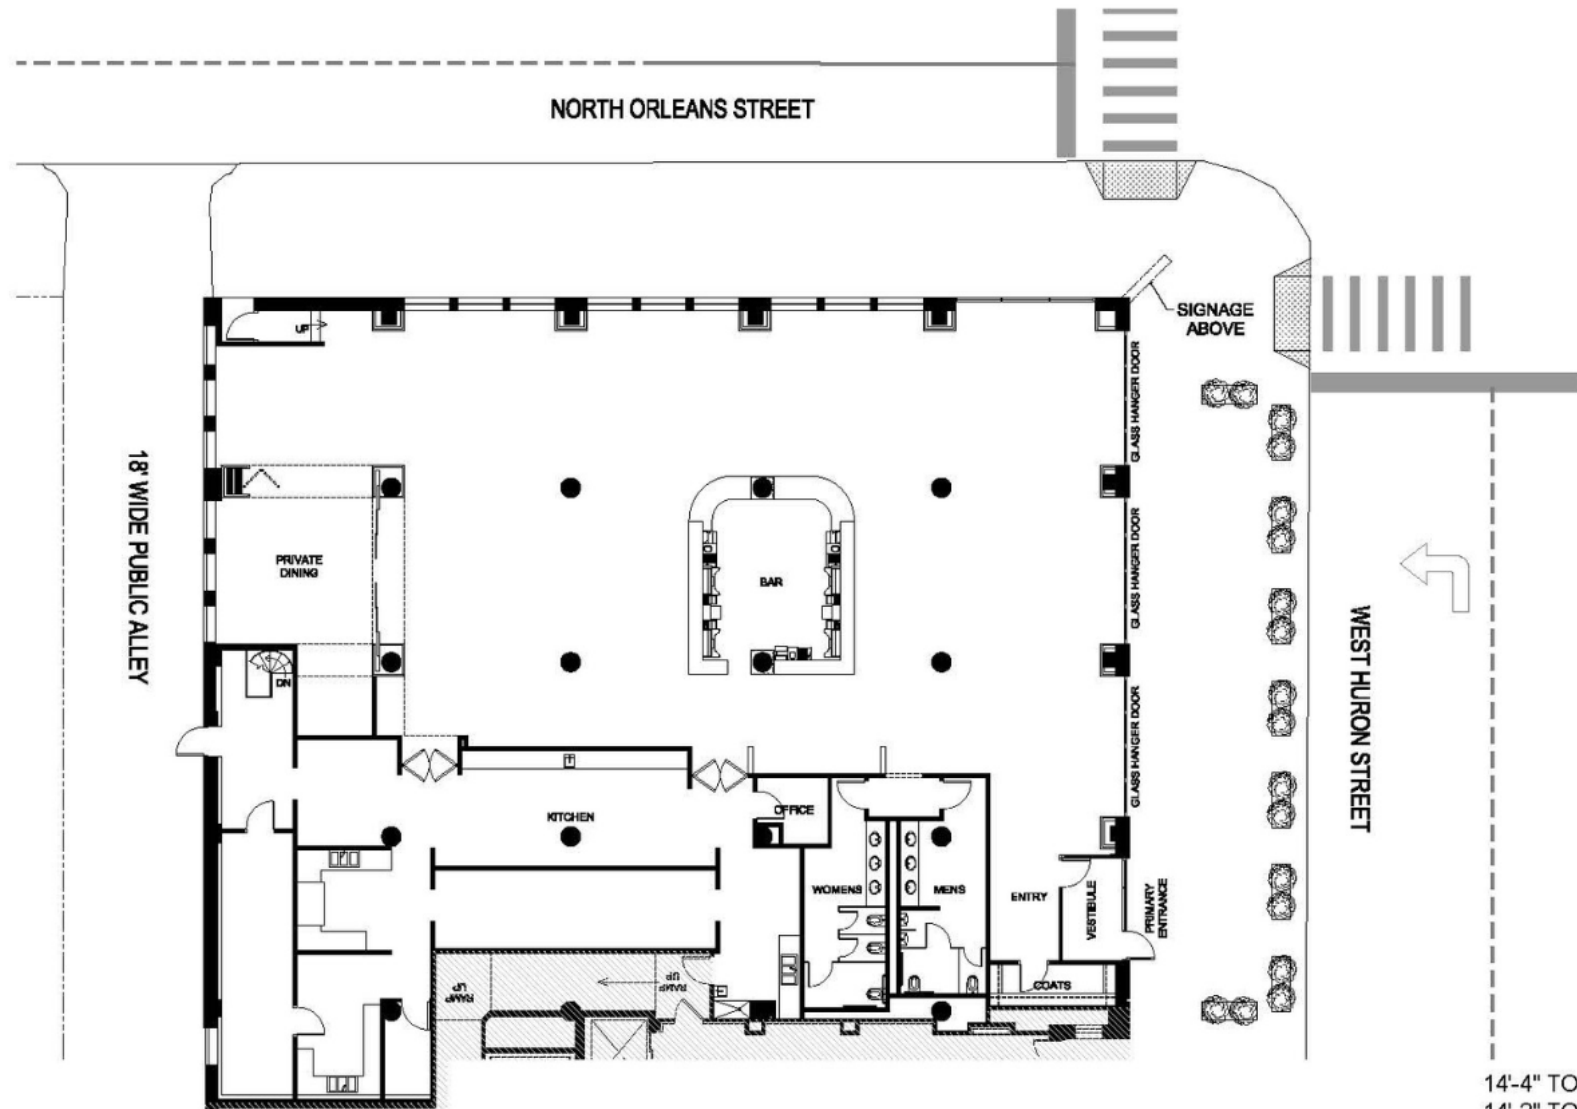 NORTH ORLEANS STREET
SIGNAGE
ABOVE
UP
GLASS HANGER DOOR
18' WIDE PUBLIC ALLEY
PRIVATE
DINING
BAR
GLASS HANGER DOOR
WEST HURON STREET
DN
GLASS HANGER DOOR
KITCHEN
OFFICE
WOMENS
MENS
ENTRY
VESTIBULE
PRIMARY
ENTRANCE
RAMP
UP
RAMP
UP
COATS
14'-4" TO